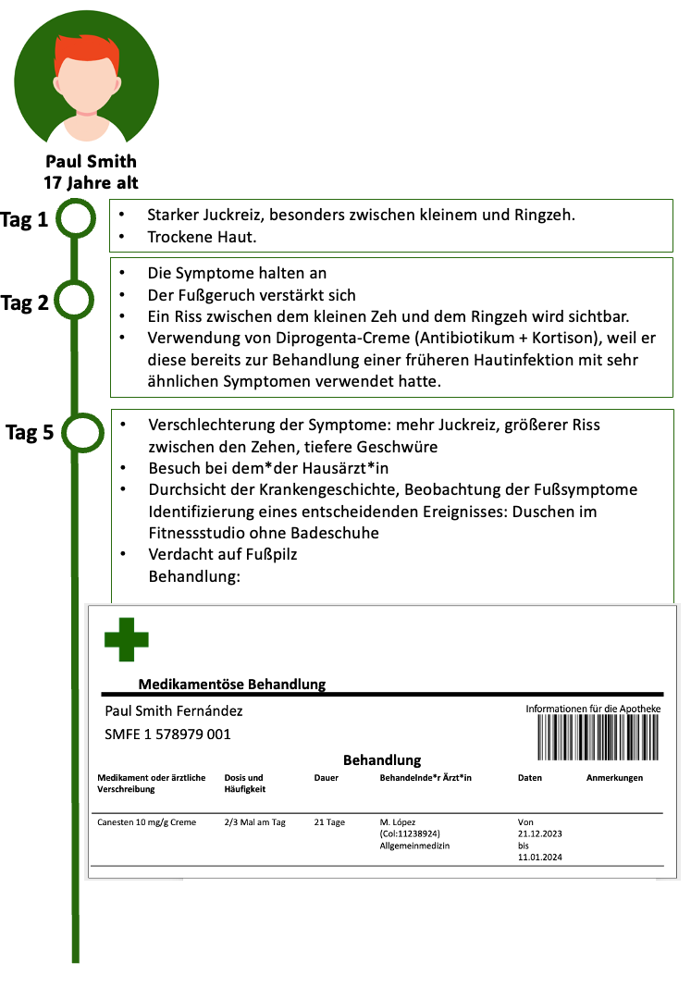 Paul Smith
17 Jahre alt
Tag 1
• Starker Juckreiz, besonders zwischen kleinem und Ringzeh.
• Trockene Haut.
Tag 2
• Die Symptome halten an
• Der Fußgeruch verstärkt sich
• Ein Riss zwischen dem kleinen Zeh und dem Ringzeh wird sichtbar.
• Verwendung von Diprogenta-Creme (Antibiotikum + Kortison), weil er
diese bereits zur Behandlung einer früheren Hautinfektion mit sehr
ähnlichen Symptomen verwendet hatte.
Tag 5
• Verschlechterung der Symptome: mehr Juckreiz, größerer Riss
zwischen den Zehen, tiefere Geschwüre
• Besuch bei dem*der Hausärzt*in
• Durchsicht der Krankengeschichte, Beobachtung der Fußsymptome
Identifizierung eines entscheidenden Ereignisses: Duschen im
Fitnessstudio ohne Badeschuhe
• Verdacht auf Fußpilz
Behandlung:
Medikamentöse Behandlung
Paul Smith Fernández
Informationen für die Apotheke
SMFE 1 578979 001
Behandlung
Medikament oder ärztliche
Verschreibung
Dosis und
Häufigkeit
Dauer
Behandelnde*r Ärzt*in
Daten
Anmerkungen
Canesten 10 mg/g Creme
2/3 Mal am Tag
21 Tage
M. López
(Col:11238924)
Allgemeinmedizin
Von
21.12.2023
bis
11.01.2024